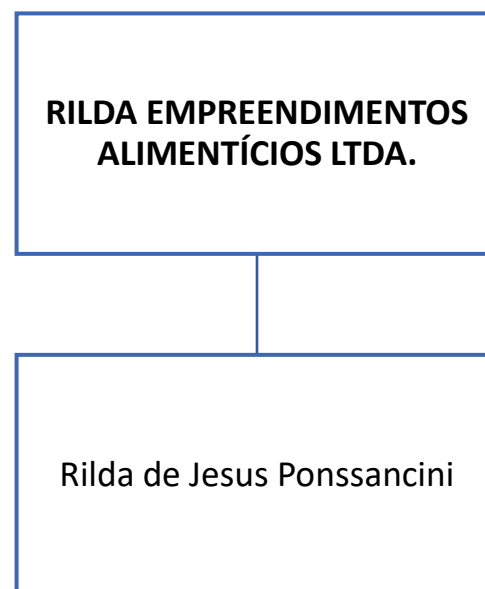 RILDA EMPREENDIMENTOS
ALIMENTÍCIOS LTDA.
Rilda de Jesus Ponssancini